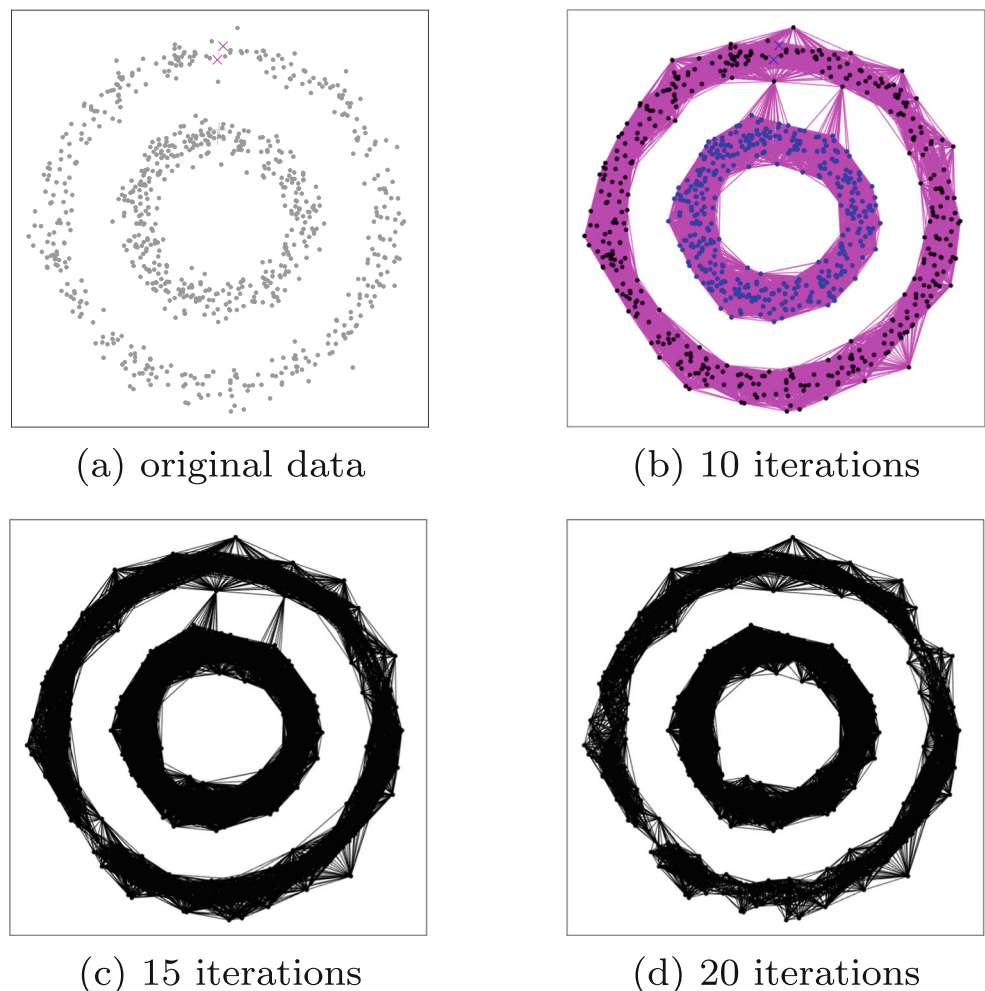 (a) original data
(b) 10 iterations
(c) 15 iterations
(d) 20 iterations